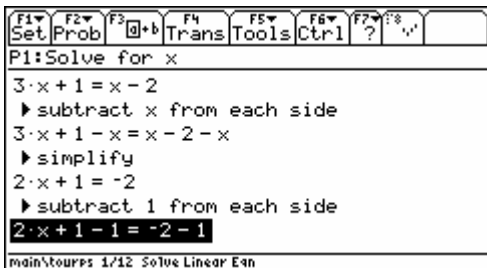 F1 Set F2 Prob F3 a+b F4 Trans F5 Tools F6 Ctrl F7 ? F8
P1:Solve for x
3·x + 1 = x − 2
▸subtract x from each side
3·x + 1 − x = x − 2 − x
▸simplify
2·x + 1 = ⁻2
▸subtract 1 from each side
2·x + 1 − 1 = ⁻2 − 1
main\tourps 1/12 Solve Linear Eqn